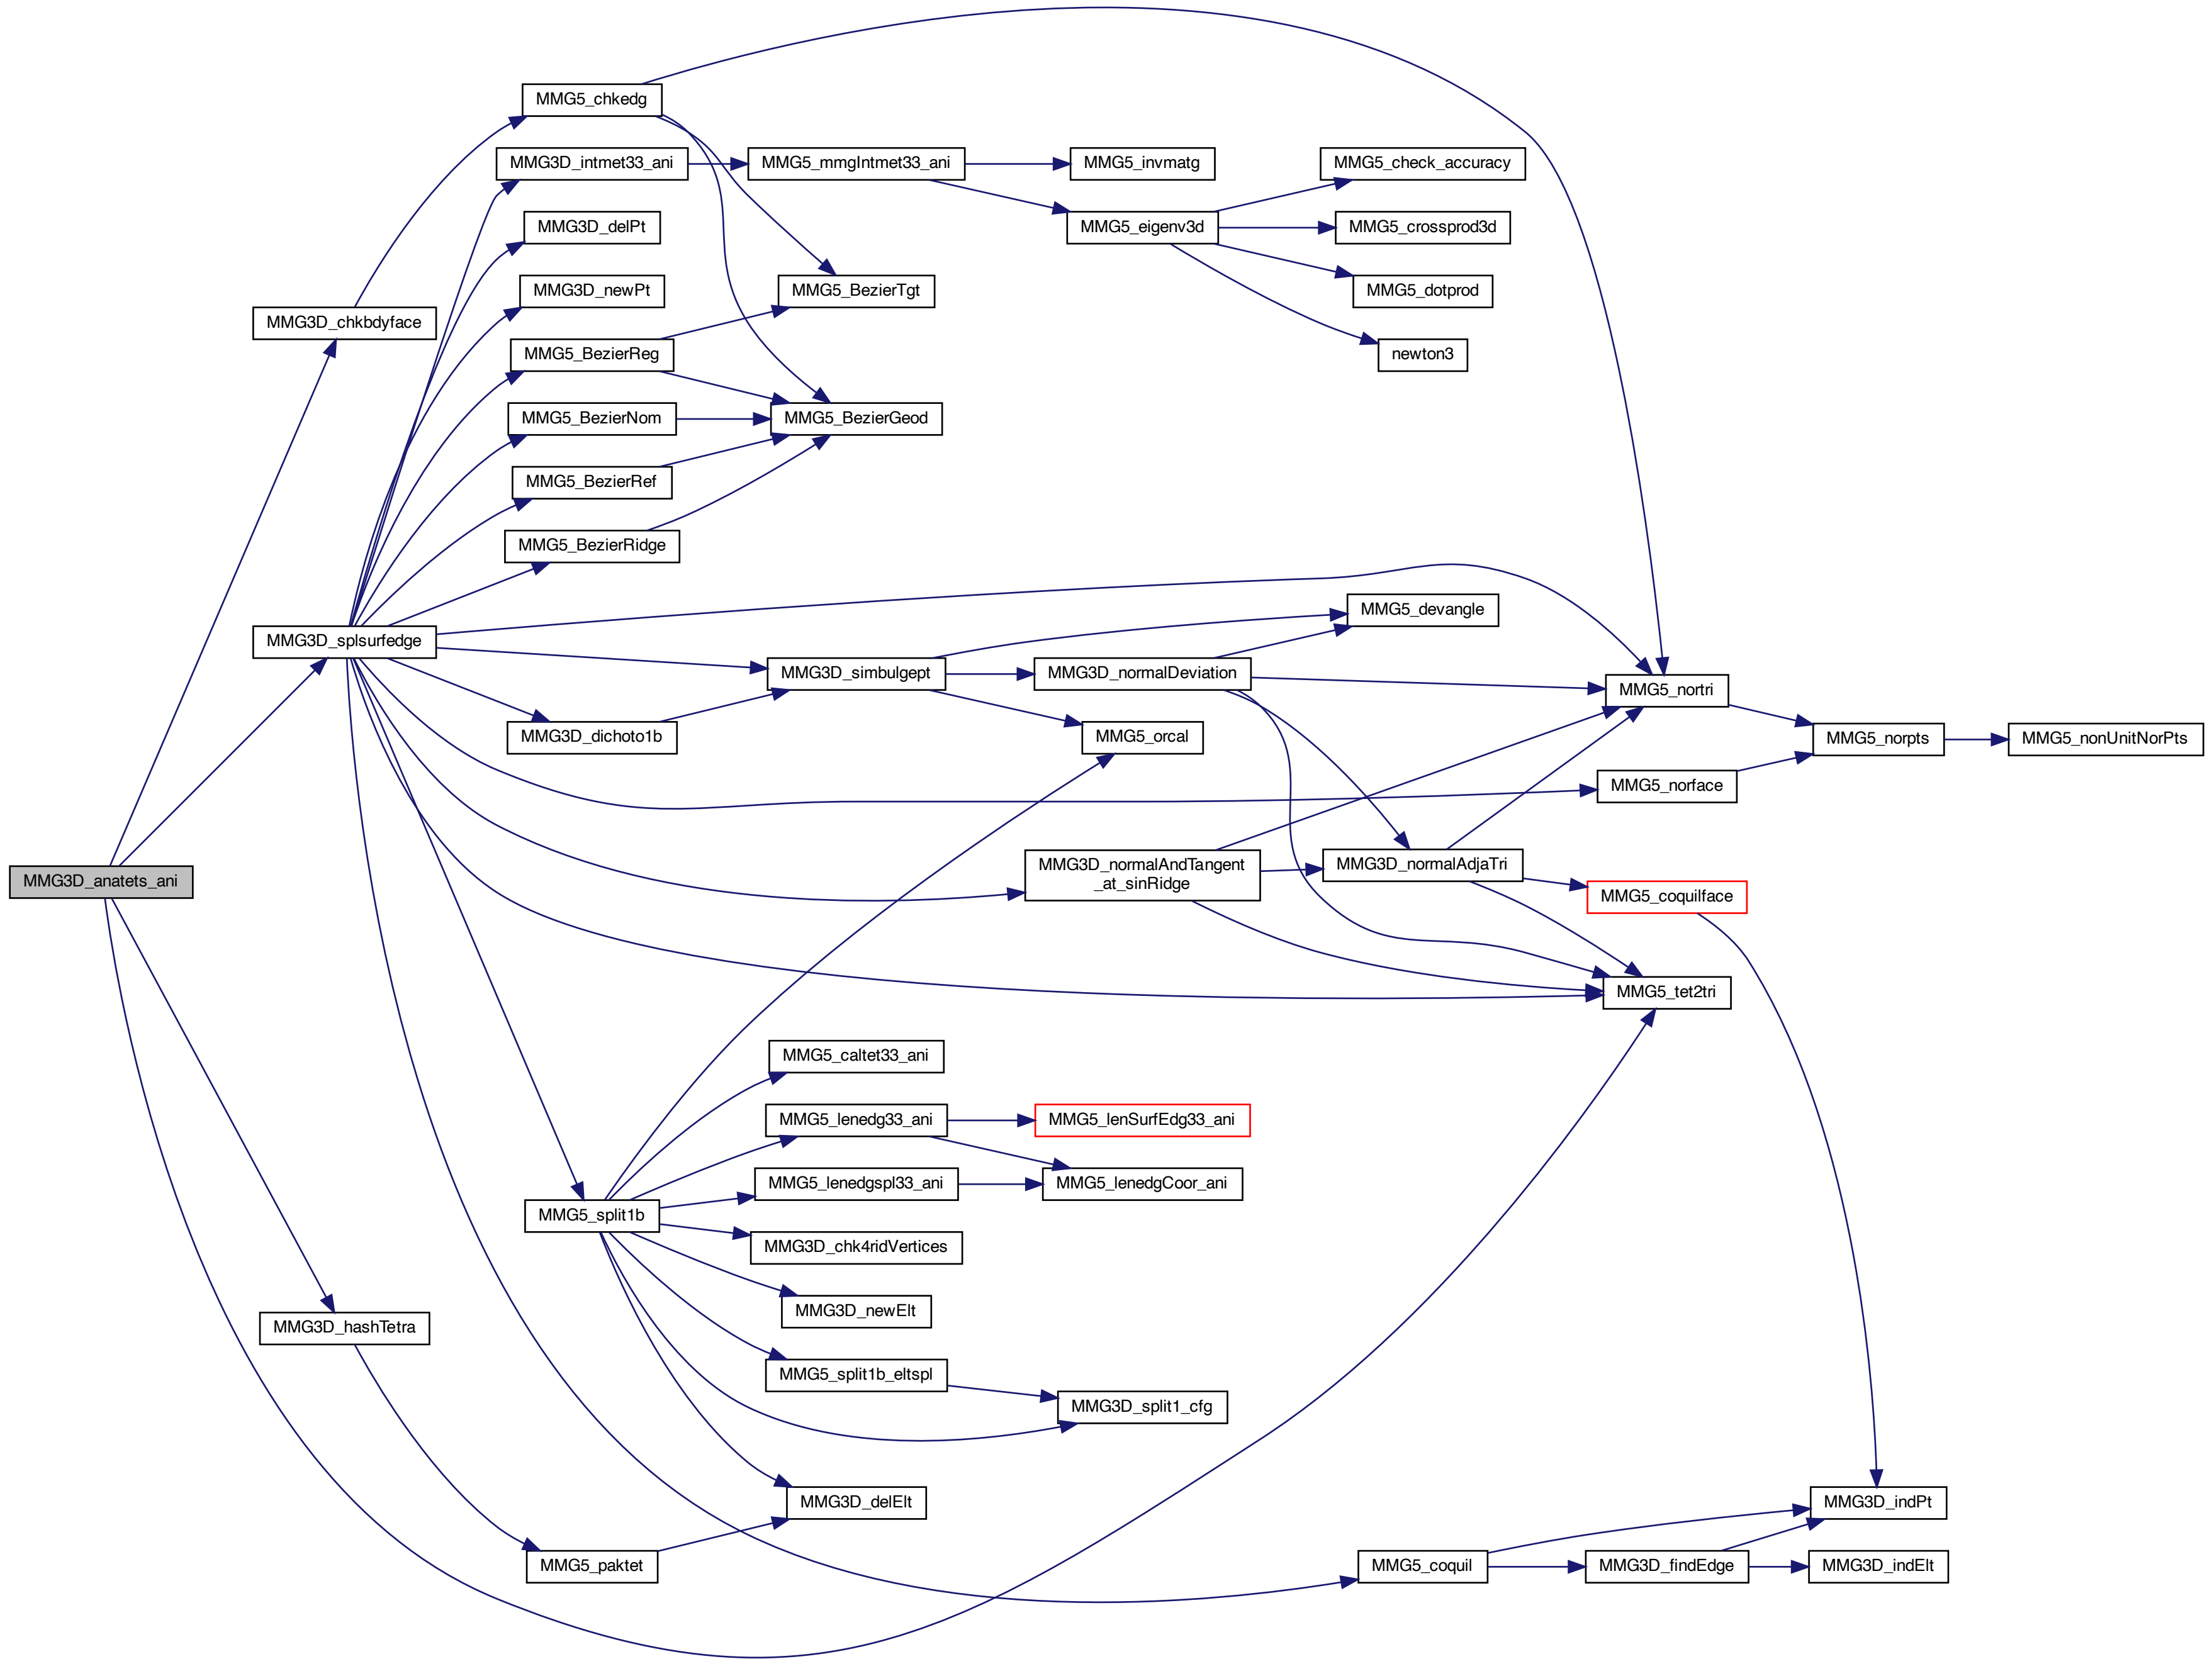 MMG5_chkedg
MMG3D_intmet33_ani
MMG5_mmgIntmet33_ani
MMG5_invmatg
MMG5_check_accuracy
MMG3D_delPt
MMG5_eigenv3d
MMG5_crossprod3d
MMG3D_newPt
MMG5_BezierTgt
MMG5_dotprod
MMG3D_chkbdyface
MMG5_BezierReg
newton3
MMG5_BezierNom
MMG5_BezierGeod
MMG5_BezierRef
MMG5_BezierRidge
MMG5_devangle
MMG3D_splsurfedge
MMG3D_simbulgept
MMG3D_normalDeviation
MMG5_nortri
MMG3D_dichoto1b
MMG5_orcal
MMG5_norpts
MMG5_nonUnitNorPts
MMG5_norface
MMG3D_anatets_ani
MMG3D_normalAndTangent
_at_sinRidge
MMG3D_normalAdjaTri
MMG5_coquilface
MMG5_tet2tri
MMG5_caltet33_ani
MMG5_lenedg33_ani
MMG5_lenSurfEdg33_ani
MMG5_lenedgspl33_ani
MMG5_lenedgCoor_ani
MMG5_split1b
MMG3D_chk4ridVertices
MMG3D_newElt
MMG3D_hashTetra
MMG5_split1b_eltspl
MMG3D_split1_cfg
MMG3D_delElt
MMG3D_indPt
MMG5_paktet
MMG5_coquil
MMG3D_findEdge
MMG3D_indElt